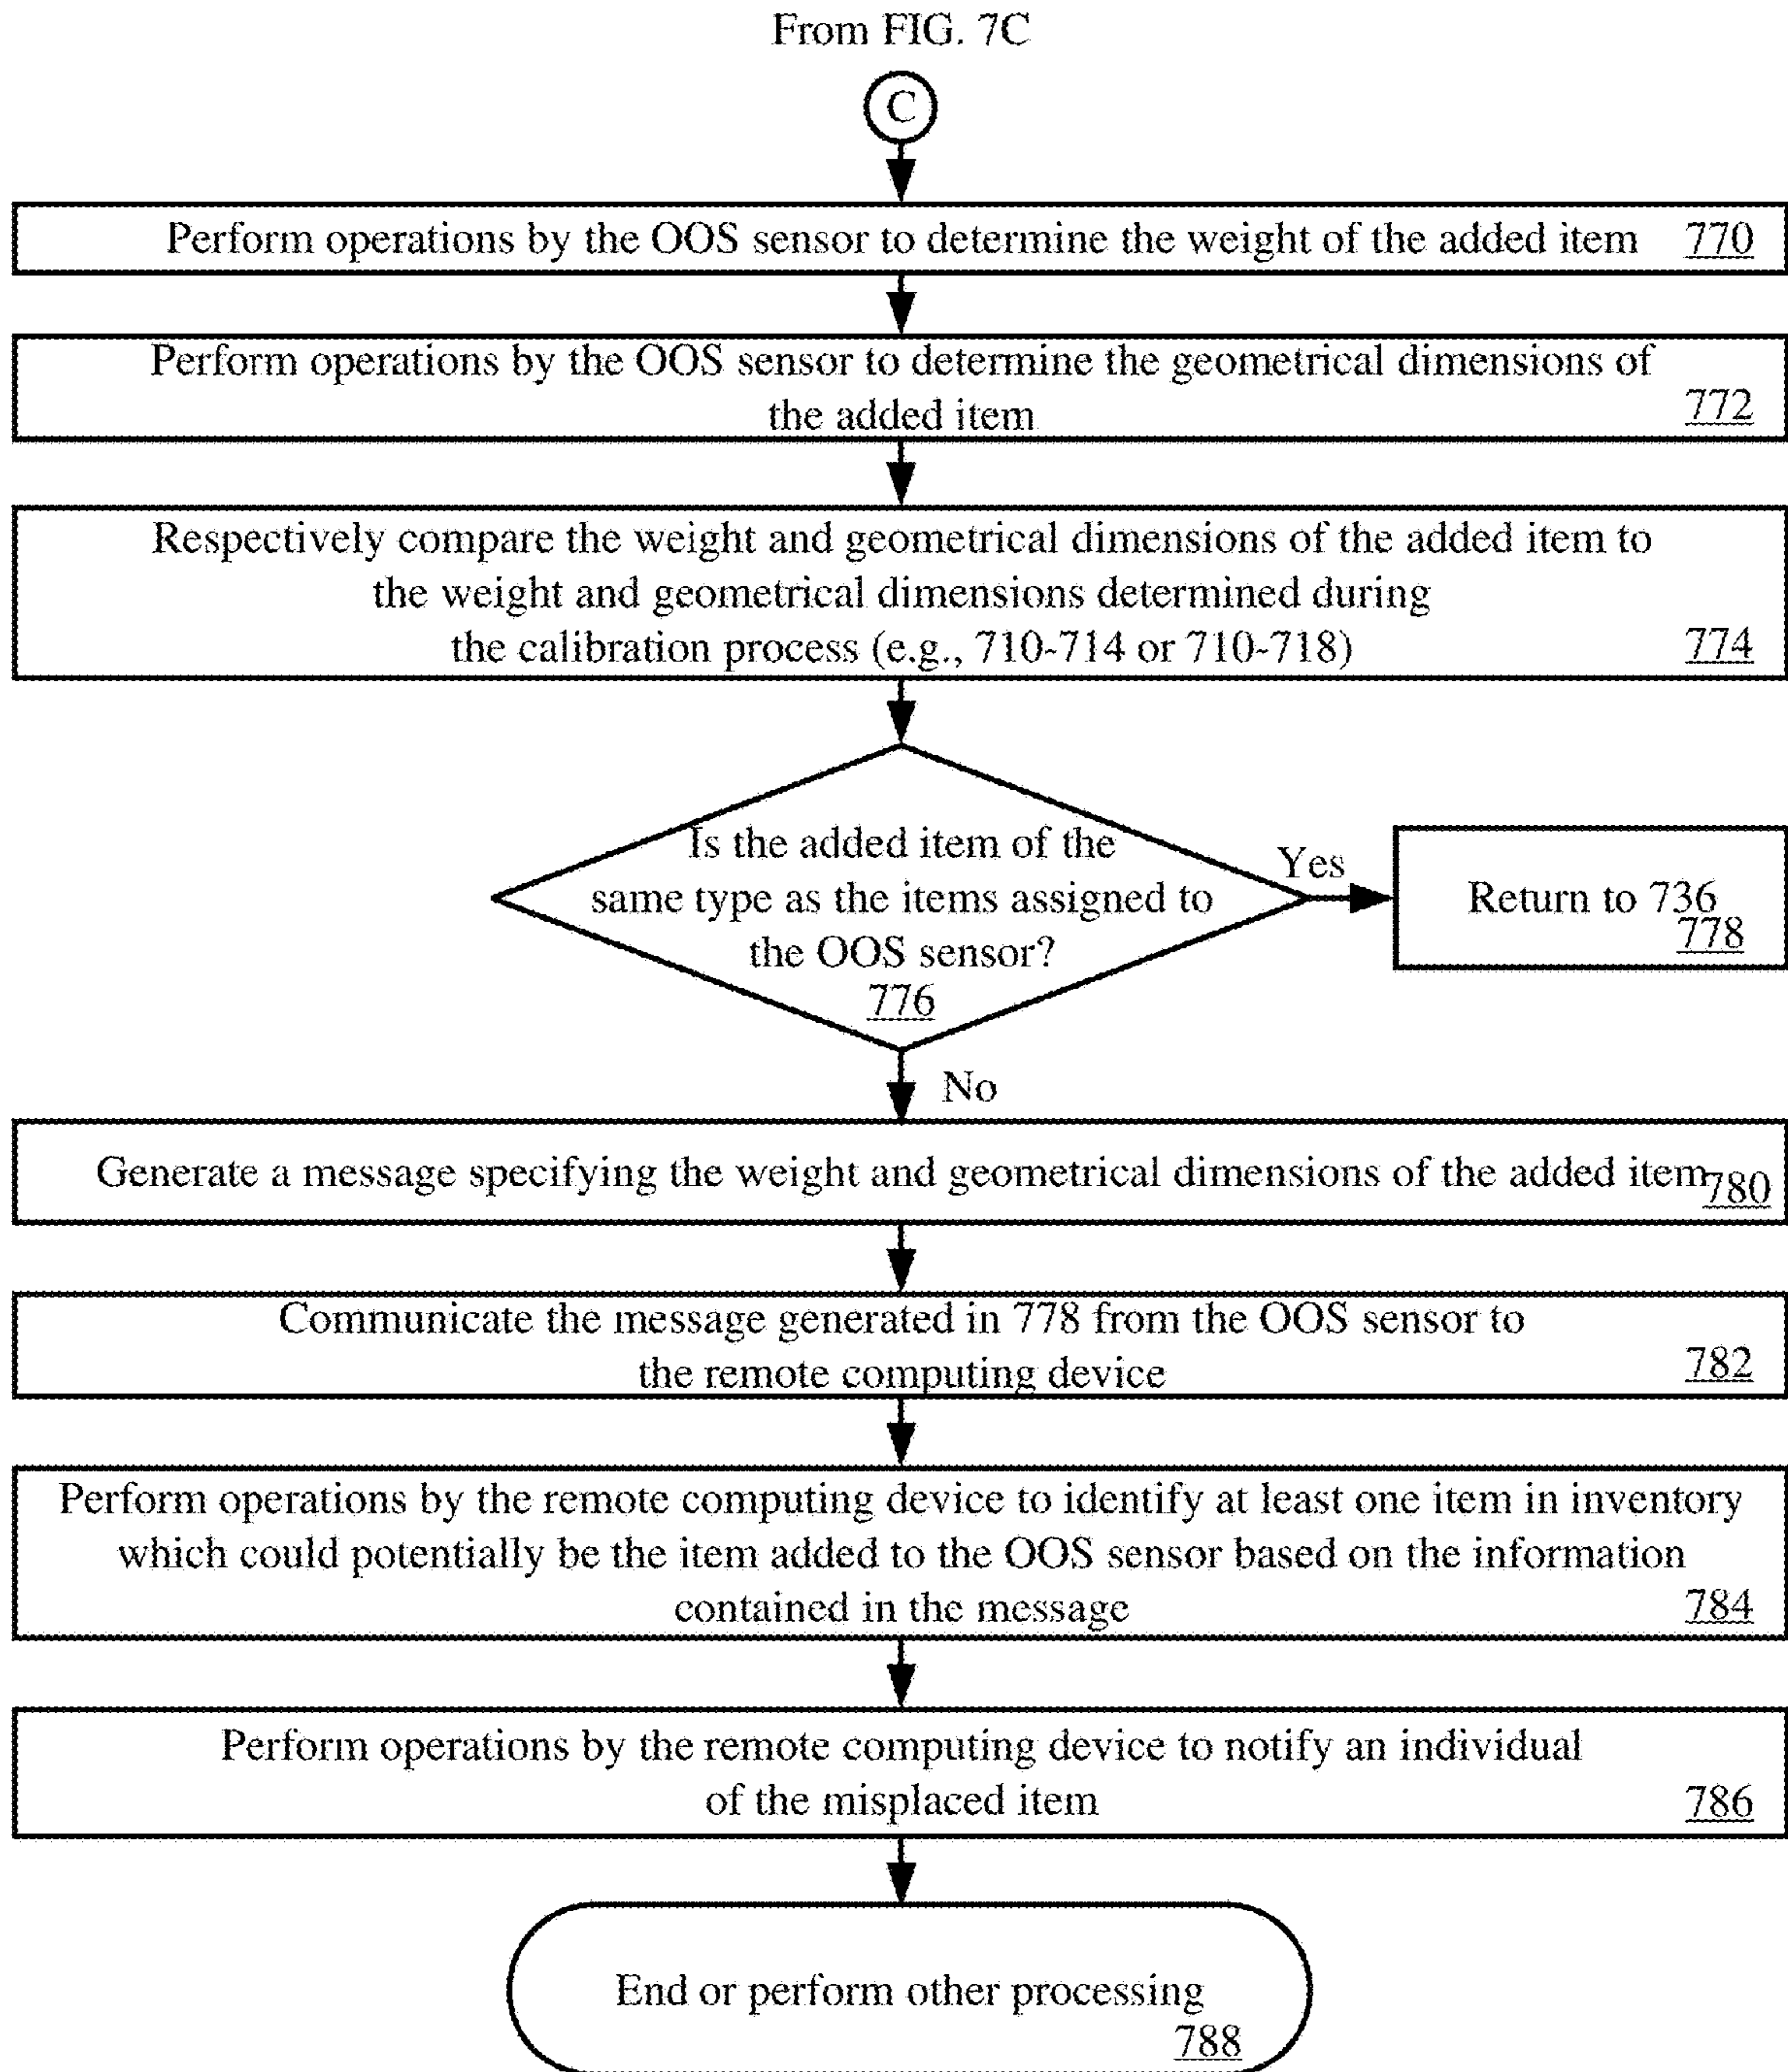 From FIG. 7C
C
Perform operations by the OOS sensor to determine the weight of the added item 770
Perform operations by the OOS sensor to determine the geometrical dimensions of
the added item 772
Respectively compare the weight and geometrical dimensions of the added item to
the weight and geometrical dimensions determined during
the calibration process (e.g., 710-714 or 710-718) 774
Is the added item of the
same type as the items assigned to
the OOS sensor?
776
Yes
Return to 736
778
No
Generate a message specifying the weight and geometrical dimensions of the added item 780
Communicate the message generated in 778 from the OOS sensor to
the remote computing device 782
Perform operations by the remote computing device to identify at least one item in inventory
which could potentially be the item added to the OOS sensor based on the information
contained in the message 784
Perform operations by the remote computing device to notify an individual
of the misplaced item 786
End or perform other processing
788